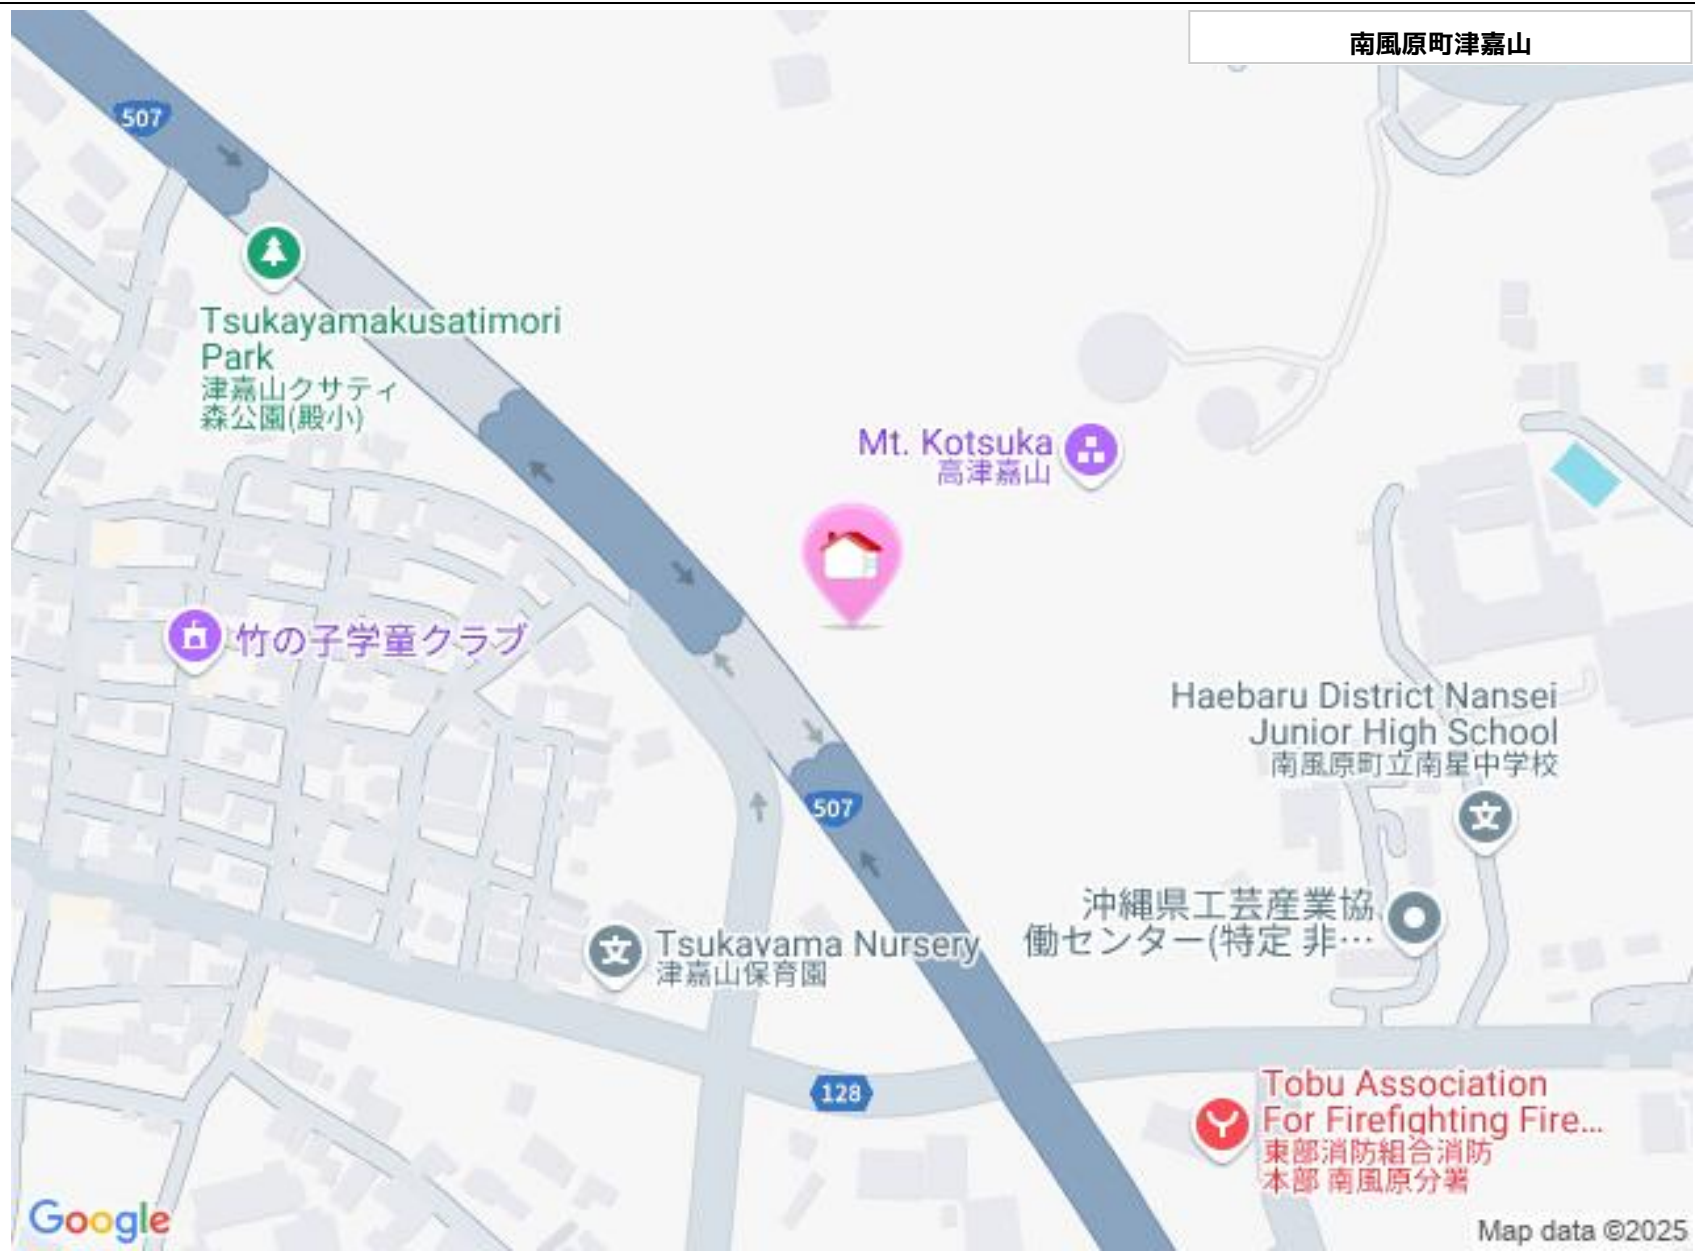 南風原町津嘉山
507
Tsukayamakusatimori
Park
津嘉山クサティ
森公園(殿小)
Mt. Kotsuka
高津嘉山
竹の子学童クラブ
Haebaru District Nansei
Junior High School
南風原町立南星中学校
507
沖縄県工芸産業協
働センター(特定 非…
Tsukayama Nursery
津嘉山保育園
128
Tobu Association
For Firefighting Fire...
東部消防組合消防
本部 南風原分署
Google
Map data ©2025